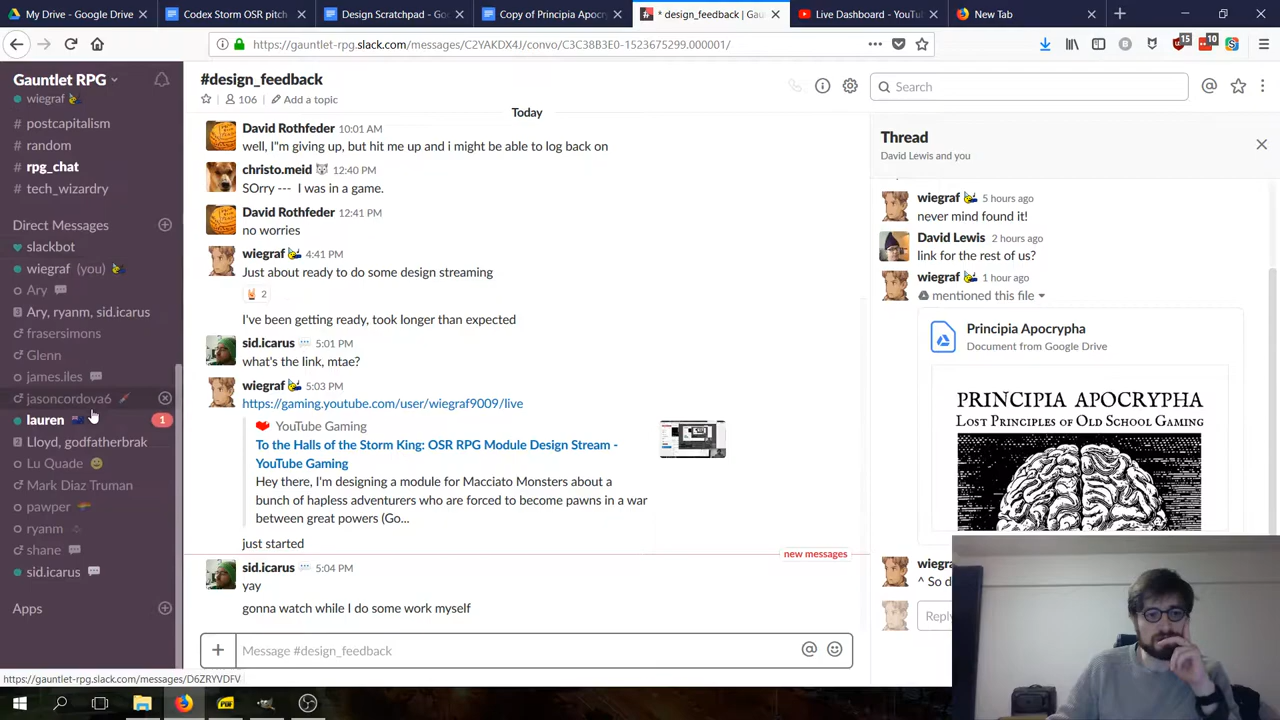 My Drive - Google Drive
Codex Storm OSR pitch
Design Scratchpad - Go
Copy of Principia Apocr
* design_feedback | Gau
Live Dashboard - YouTu
New Tab
https://gauntlet-rpg.slack.com/messages/C2YAKDX4J/convo/C3C38B3E0-1523675299.000001/
15
10
Gauntlet RPG
wiegraf
# postcapitalism
# random
# rpg_chat
# tech_wizardry
Direct Messages
slackbot
wiegraf (you)
Ary
3 Ary, ryanm, sid.icarus
frasersimons
Glenn
james.iles
jasoncordova6
lauren 1
2 Lloyd, godfatherbrak
Lu Quade
Mark Diaz Truman
pawper
ryanm
shane
sid.icarus
Apps
https://gauntlet-rpg.slack.com/messages/D6ZRYVDFV
#design_feedback
106
Add a topic
Search
Today
David Rothfeder 10:01 AM
well, I"m giving up, but hit me up and i might be able to log back on
christo.meid 12:40 PM
SOrry --- I was in a game.
David Rothfeder 12:41 PM
no worries
wiegraf 4:41 PM
Just about ready to do some design streaming
2
I've been getting ready, took longer than expected
sid.icarus 5:01 PM
what's the link, mtae?
wiegraf 5:03 PM
https://gaming.youtube.com/user/wiegraf9009/live
YouTube Gaming
To the Halls of the Storm King: OSR RPG Module Design Stream -
YouTube Gaming
Hey there, I'm designing a module for Macciato Monsters about a
bunch of hapless adventurers who are forced to become pawns in a war
between great powers (Go...
just started
new messages
sid.icarus 5:04 PM
yay
gonna watch while I do some work myself
Message #design_feedback
Thread
David Lewis and you
wiegraf 5 hours ago
never mind found it!
David Lewis 2 hours ago
link for the rest of us?
wiegraf 1 hour ago
mentioned this file
Principia Apocrypha
Document from Google Drive
PRINCIPIA APOCRYPHA
LOST PRINCIPLES OF OLD SCHOOL GAMING
wiegra
^ So d
Reply